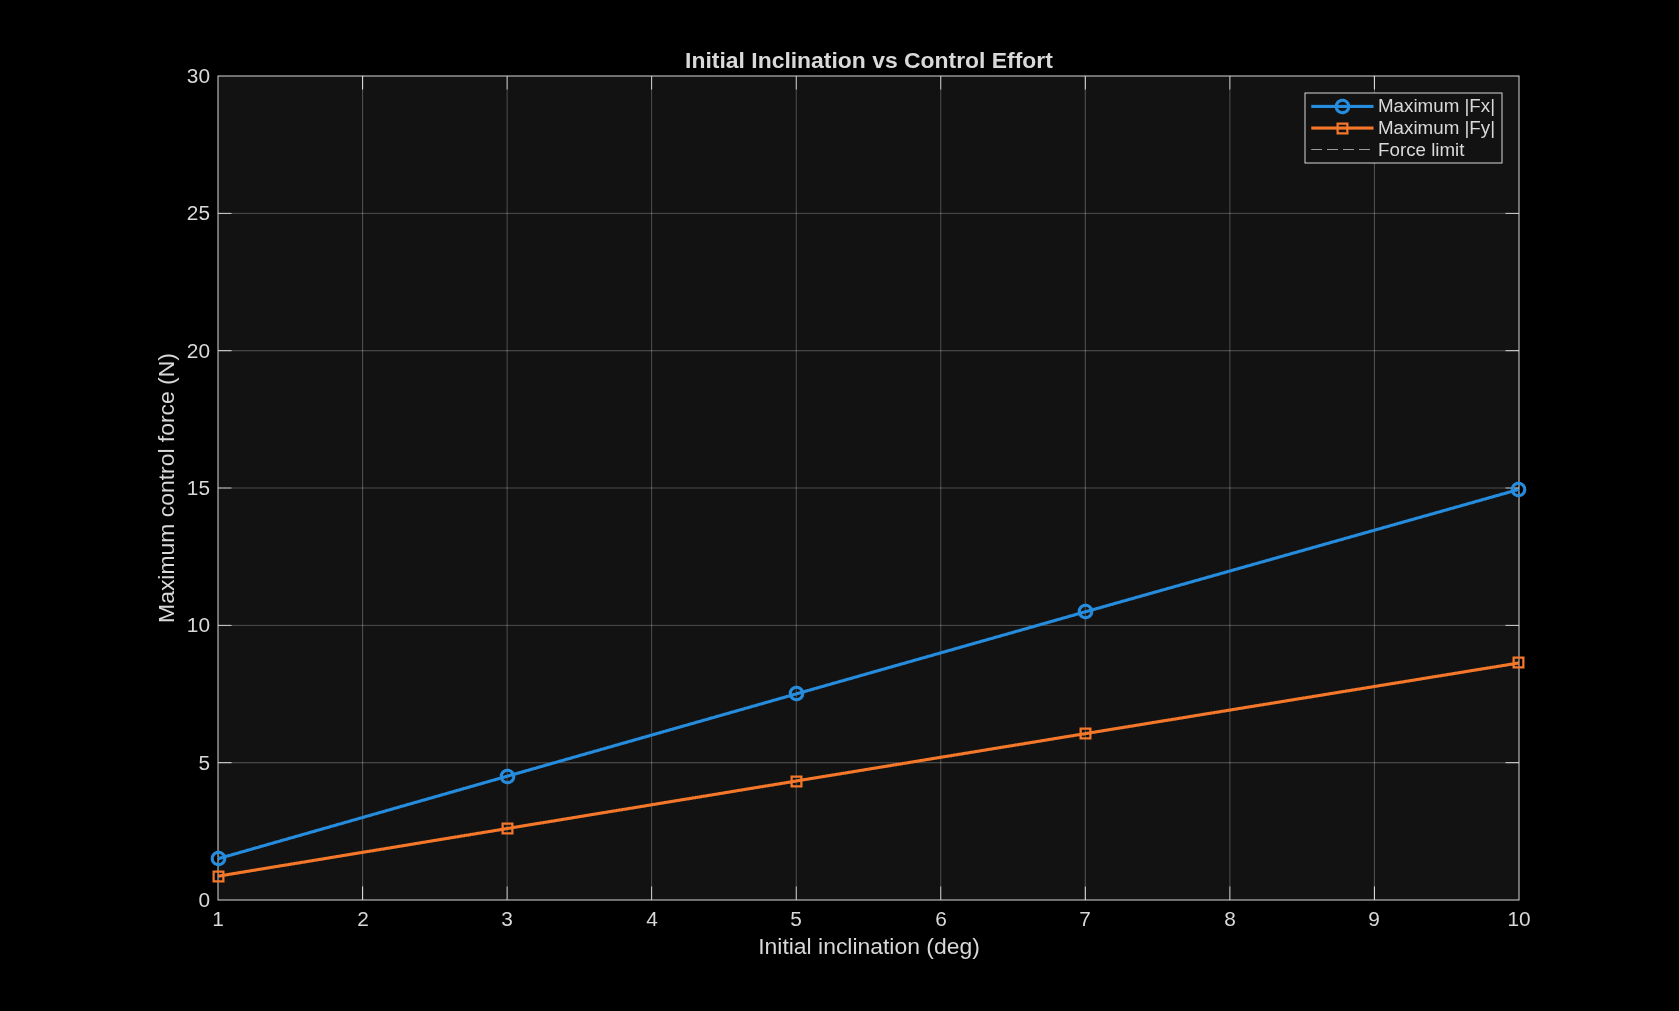 Initial Inclination vs Control Effort
30
25
20
15
10
5
0
Maximum control force (N)
Maximum |Fx|
Maximum |Fy|
Force limit
1 2 3 4 5 6 7 8 9 10
Initial inclination (deg)